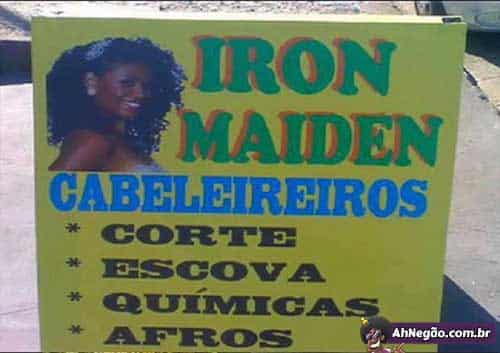 IRON
MAIDEN
CABELEIREIROS
* CORTE
* ESCOVA
* QUÍMICAS
* AFROS
AhNegão.com.br